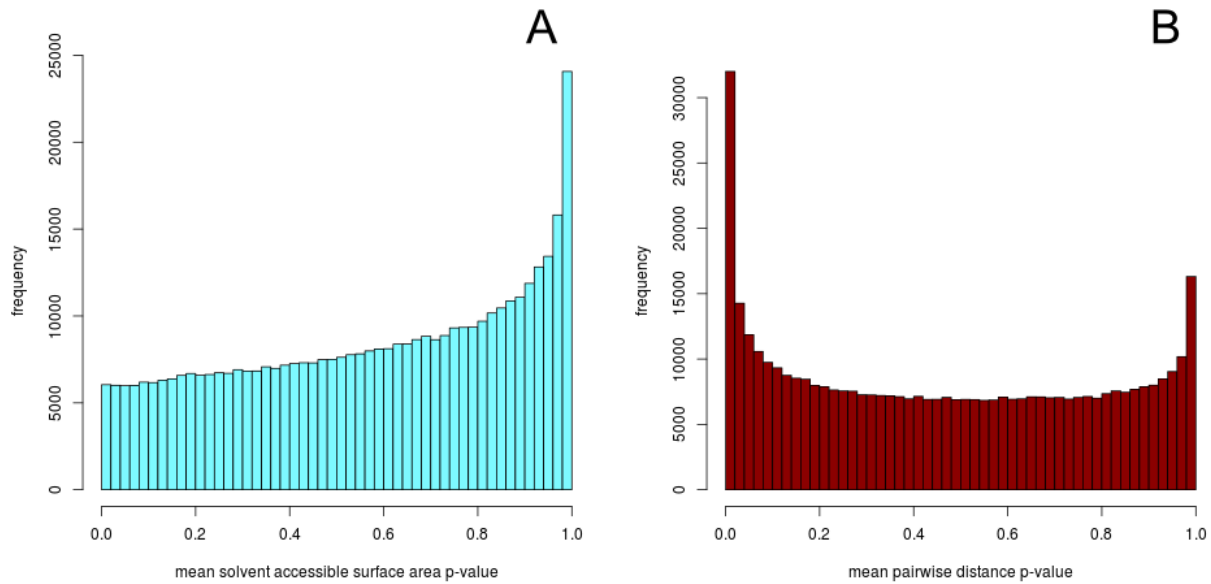 A
frequency
25000
20000
15000
10000
5000
0
0.0 0.2 0.4 0.6 0.8 1.0
mean solvent accessible surface area p-value
B
frequency
30000
25000
20000
15000
10000
5000
0
0.0 0.2 0.4 0.6 0.8 1.0
mean pairwise distance p-value